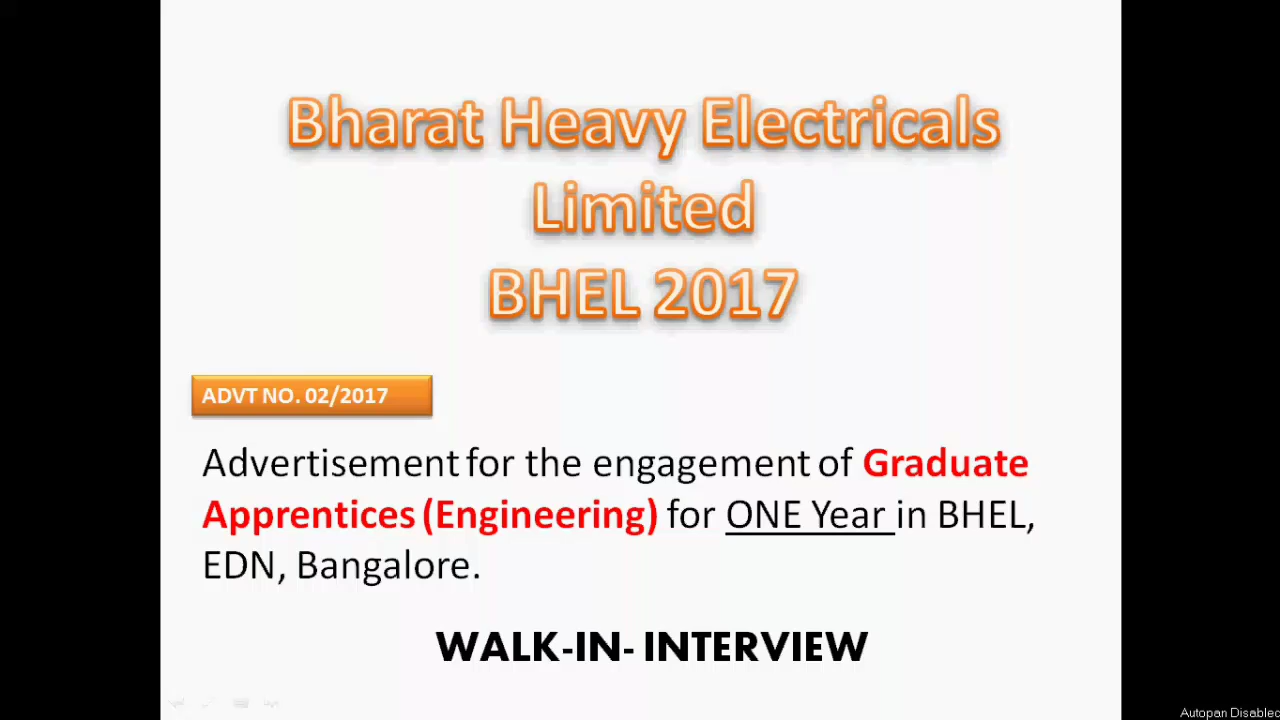 Bharat Heavy Electricals
Limited
BHEL 2017
ADVT NO. 02/2017
Advertisement for the engagement of Graduate
Apprentices (Engineering) for ONE Year in BHEL,
EDN, Bangalore.
WALK-IN- INTERVIEW
Autopan Disabled